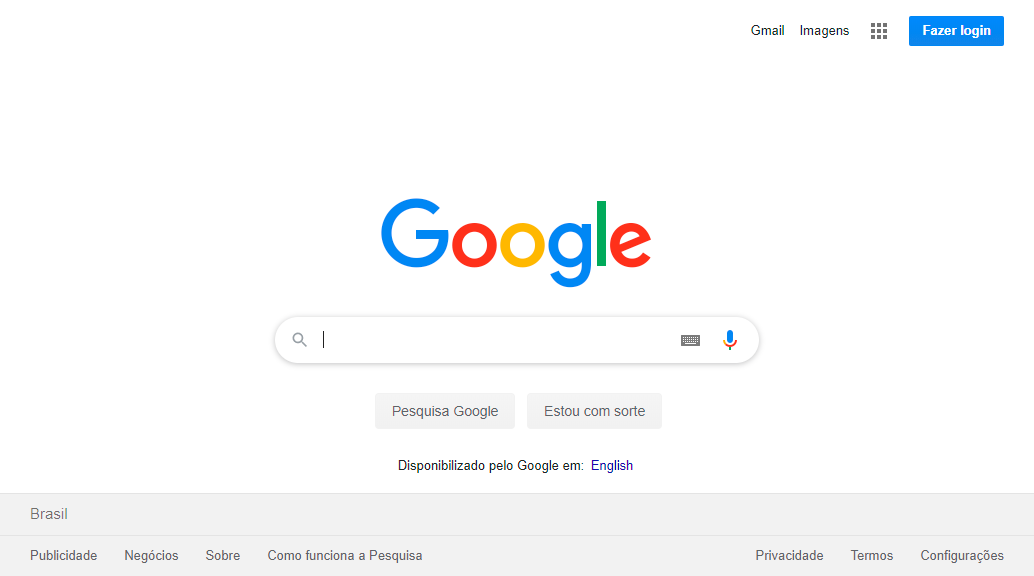 Gmail Imagens Fazer login
Google
Pesquisa Google Estou com sorte
Disponibilizado pelo Google em: English
Brasil
Publicidade Negócios Sobre Como funciona a Pesquisa Privacidade Termos Configurações